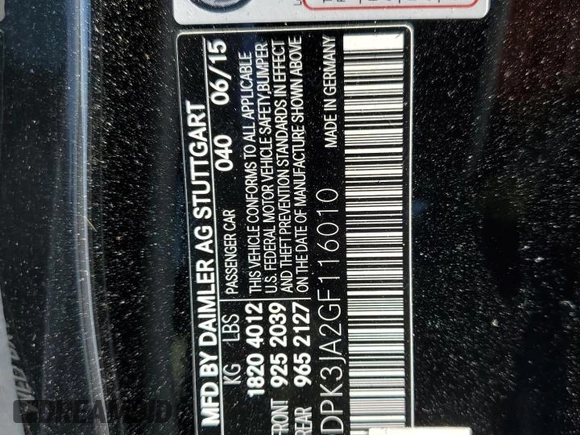 MFD BY DAIMLER AG STUTTGART
040 06/15
KG LBS PASSENGER CAR
1820 4012
FRONT 925 2039
REAR 965 2127
THIS VEHICLE CONFORMS TO ALL APPLICABLE
U.S. FEDERAL MOTOR VEHICLE SAFETY, BUMPER
AND THEFT PREVENTION STANDARDS IN EFFECT
ON THE DATE OF MANUFACTURE SHOWN ABOVE
DPK3JA2GF116010
MADE IN GERMANY